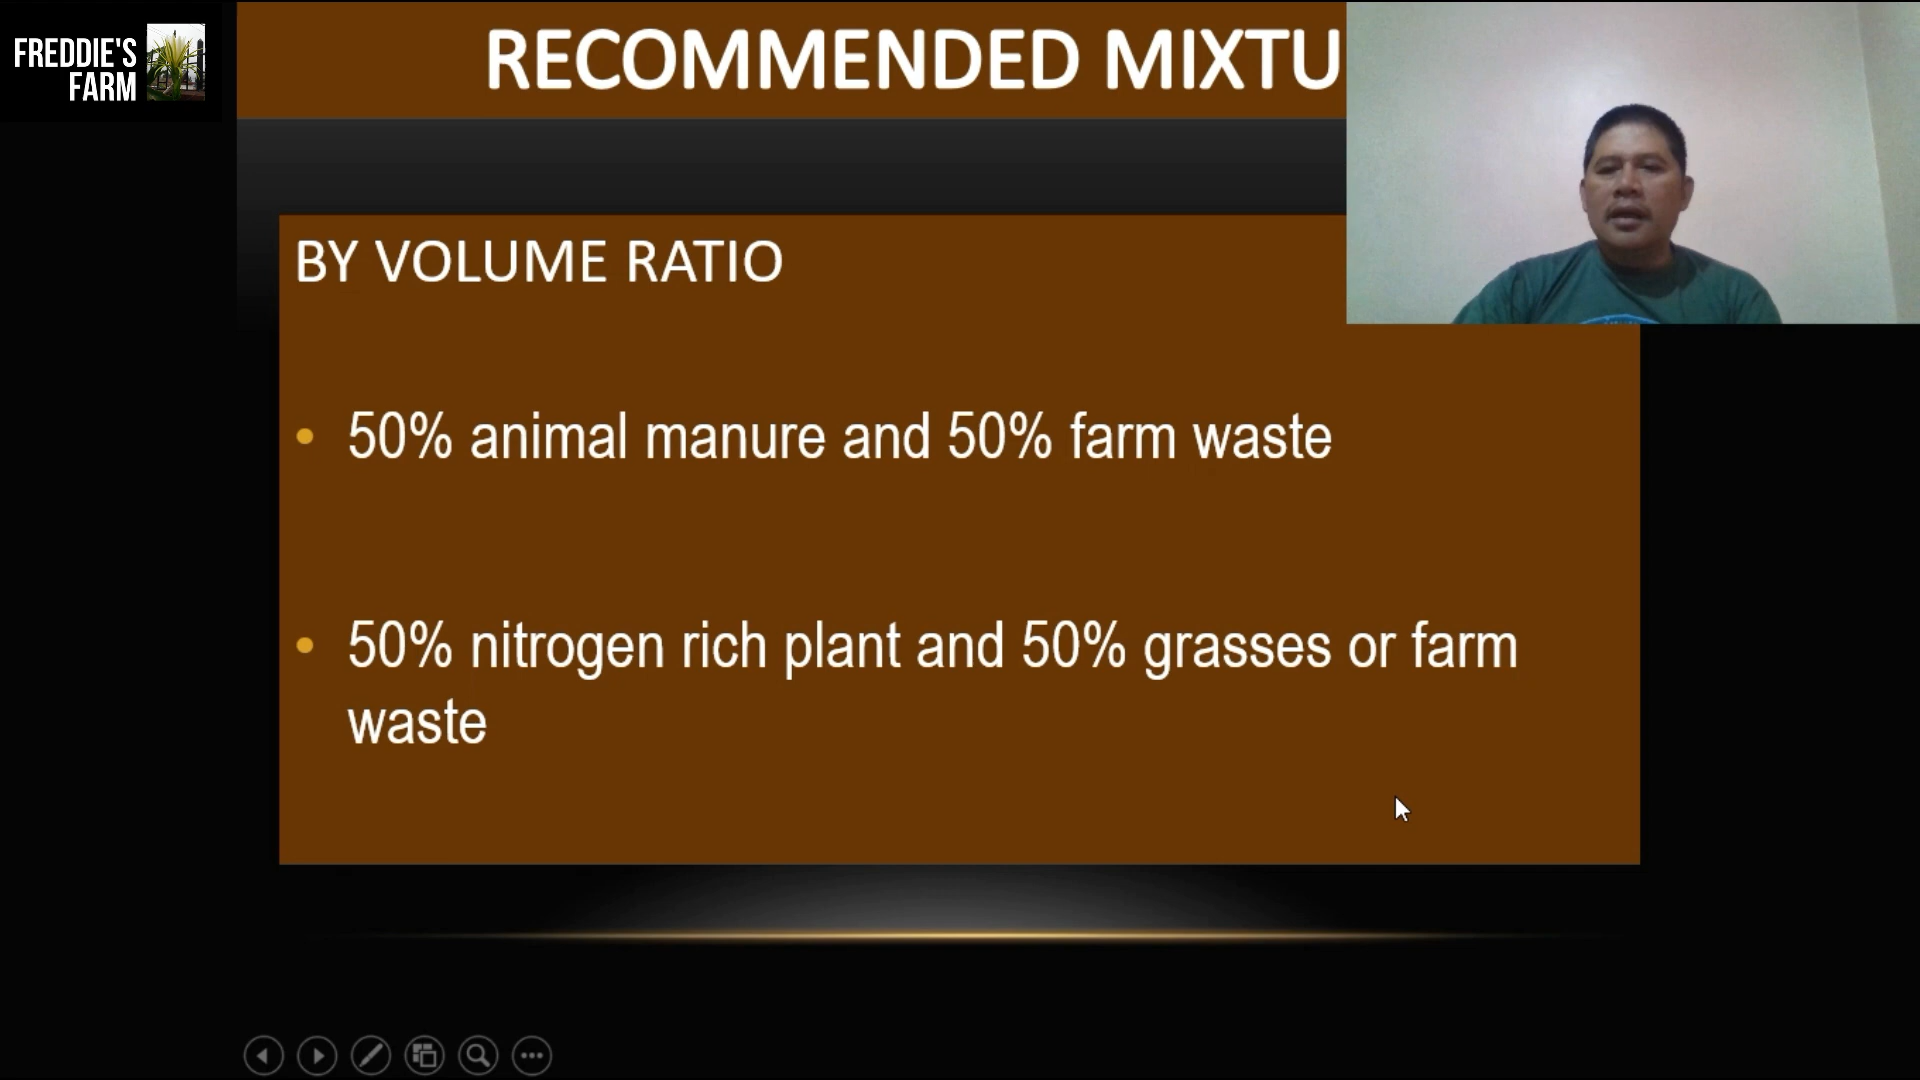 FREDDIE'S
FARM
RECOMMENDED MIXTU
BY VOLUME RATIO
• 50% animal manure and 50% farm waste
• 50% nitrogen rich plant and 50% grasses or farm
waste